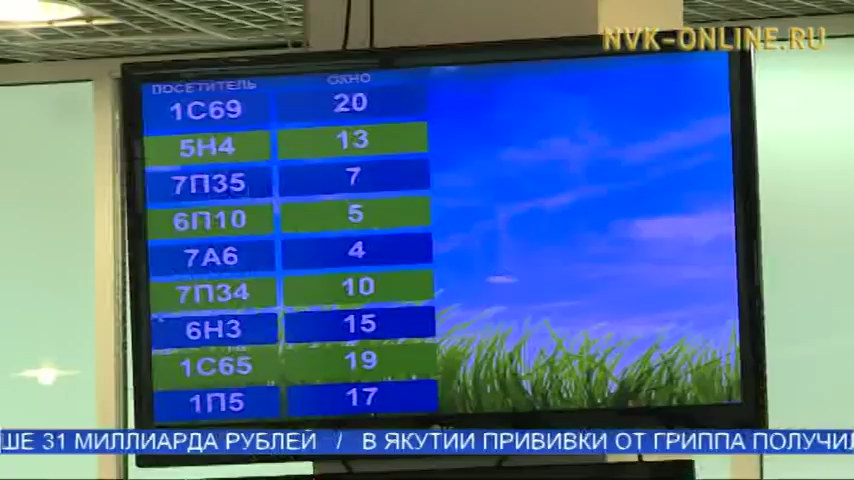 NVK-ONLINE.RU
ПОСЕТИТЕЛЬ ОКНО
1С69 20
5Н4 13
7П35 7
6П10 5
7А6 4
7П34 10
6Н3 15
1С65 19
1П5 17
ШЕ 31 МИЛЛИАРДА РУБЛЕЙ / В ЯКУТИИ ПРИВИВКИ ОТ ГРИППА ПОЛУЧИЛ